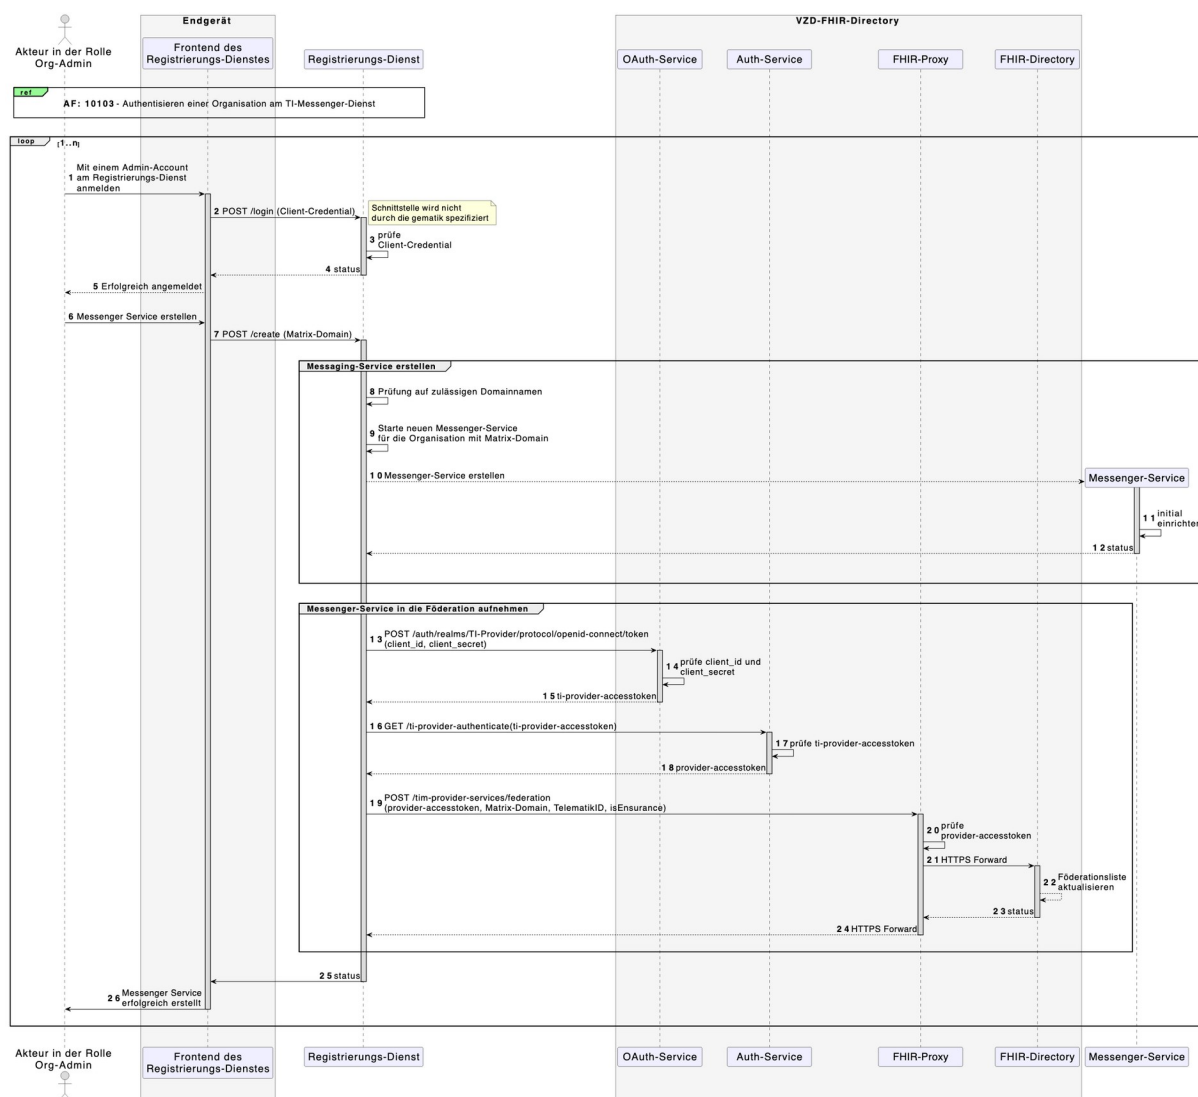 Endgerät
VZD-FHIR-Directory
Akteur in der Rolle
Org-Admin
Frontend des
Registrierungs-Dienstes
Registrierungs-Dienst
OAuth-Service
Auth-Service
FHIR-Proxy
FHIR-Directory
ref
AF: 10103 - Authentisieren einer Organisation am TI-Messenger-Dienst
loop
[1..n]
Mit einem Admin-Account
1 am Registrierungs-Dienst
anmelden
2 POST /login (Client-Credential)
Schnittstelle wird nicht
durch die gematik spezifiziert
3 prüfe
Client-Credential
4 status
5 Erfolgreich angemeldet
6 Messenger Service erstellen
7 POST /create (Matrix-Domain)
Messaging-Service erstellen
8 Prüfung auf zulässigen Domainnamen
9 Starte neuen Messenger-Service
für die Organisation mit Matrix-Domain
10 Messenger-Service erstellen
Messenger-Service
11 initial
einrichten
12 status
Messenger-Service in die Föderation aufnehmen
13 POST /auth/realms/TI-Provider/protocol/openid-connect/token
(client_id, client_secret)
14 prüfe client_id und
client_secret
15 ti-provider-accesstoken
16 GET /ti-provider-authenticate(ti-provider-accesstoken)
17 prüfe ti-provider-accesstoken
18 provider-accesstoken
19 POST /tim-provider-services/federation
(provider-accesstoken, Matrix-Domain, TelematikID, isEnsurance)
20 prüfe
provider-accesstoken
21 HTTPS Forward
22 Föderationsliste
aktualisieren
23 status
24 HTTPS Forward
25 status
26 Messenger Service
erfolgreich erstellt
Akteur in der Rolle
Org-Admin
Frontend des
Registrierungs-Dienstes
Registrierungs-Dienst
OAuth-Service
Auth-Service
FHIR-Proxy
FHIR-Directory
Messenger-Service